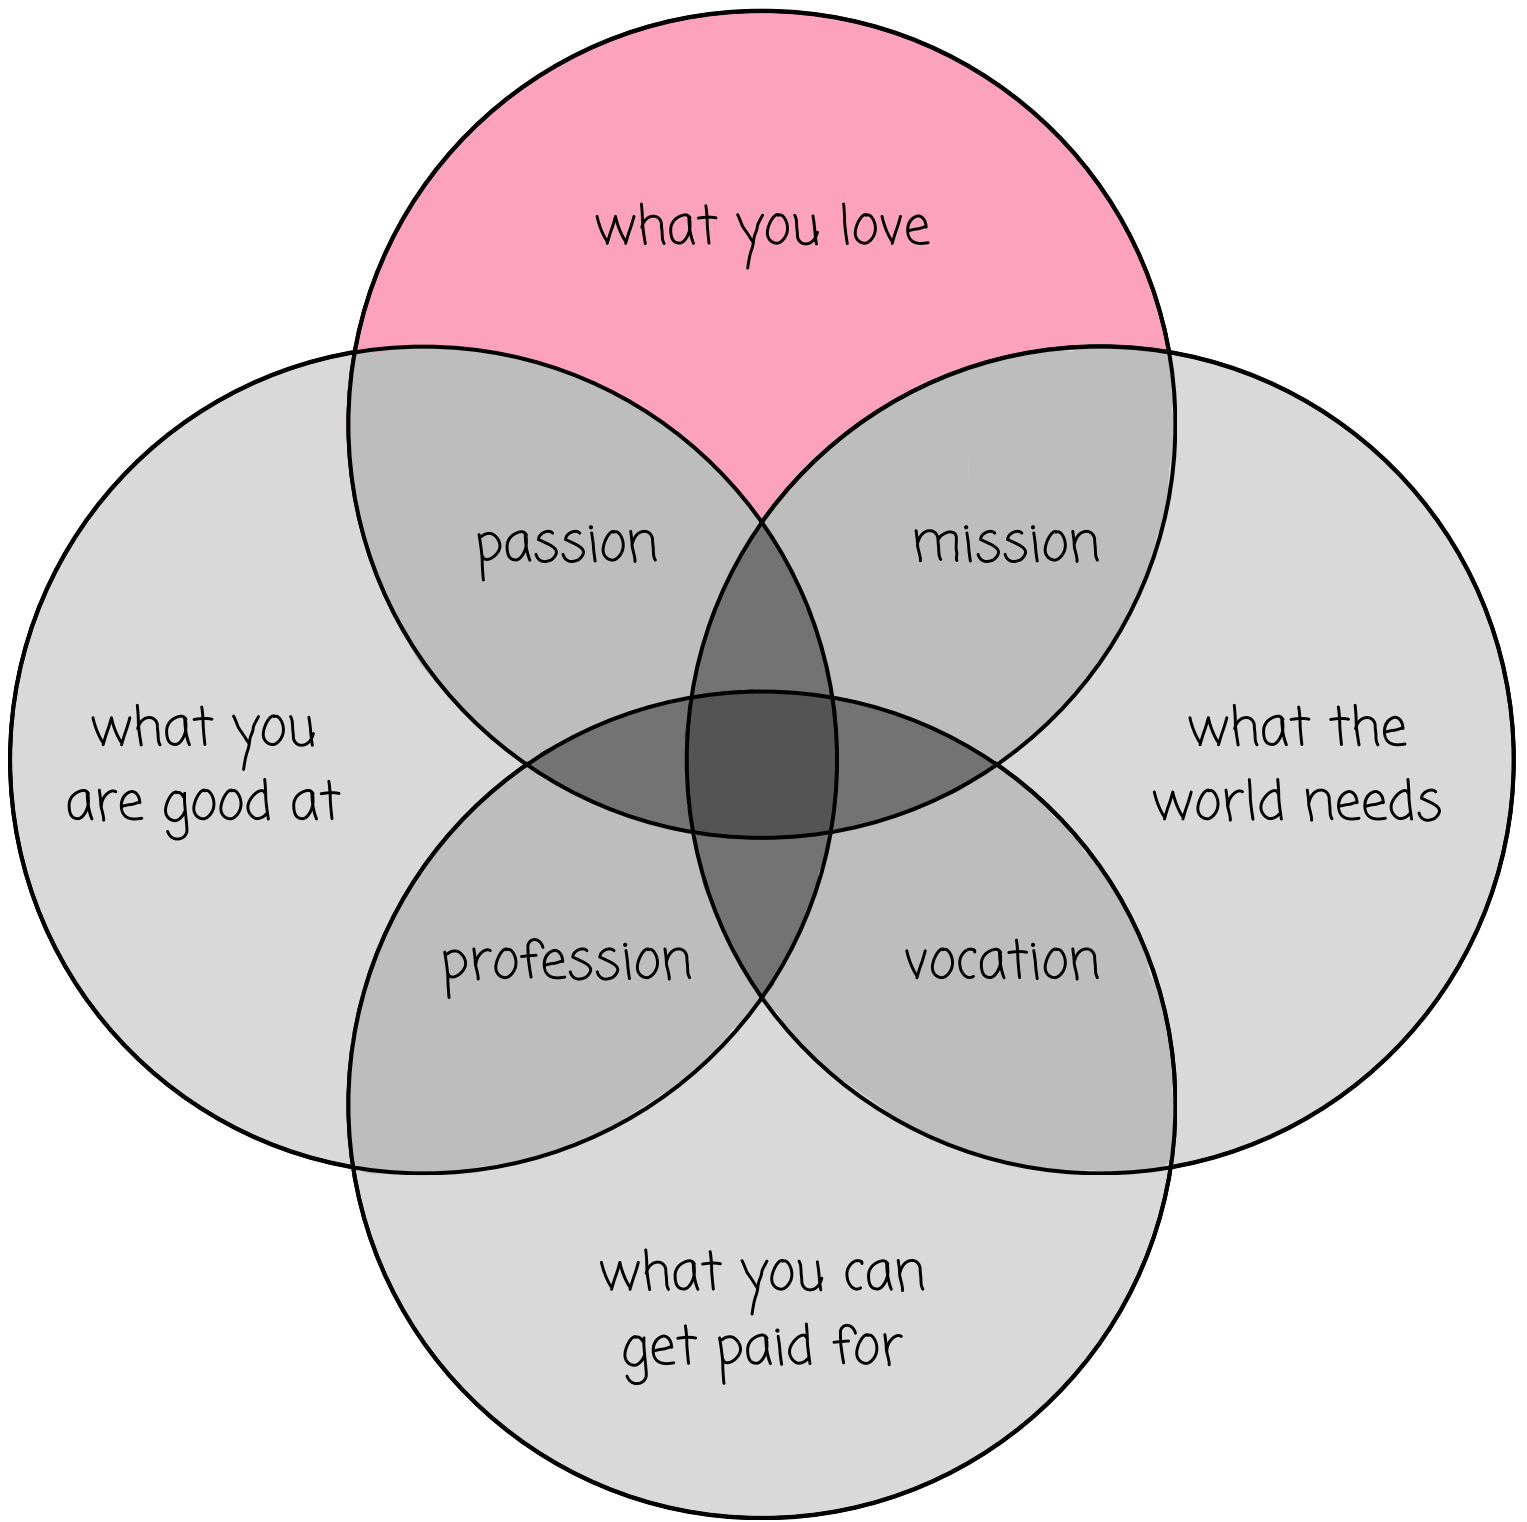 what you love
passion
mission
what you
are good at
what the
world needs
profession
vocation
what you can
get paid for